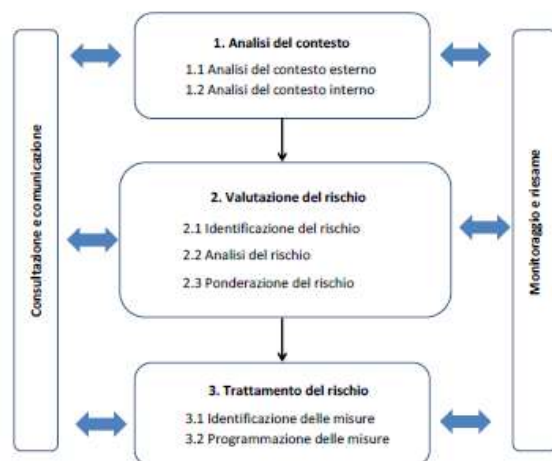 Consultazione e comunicazione
1. Analisi del contesto
1.1 Analisi del contesto esterno
1.2 Analisi del contesto interno
2. Valutazione del rischio
2.1 Identificazione del rischio
2.2 Analisi del rischio
2.3 Ponderazione del rischio
3. Trattamento del rischio
3.1 Identificazione delle misure
3.2 Programmazione delle misure
Monitoraggio e riesame